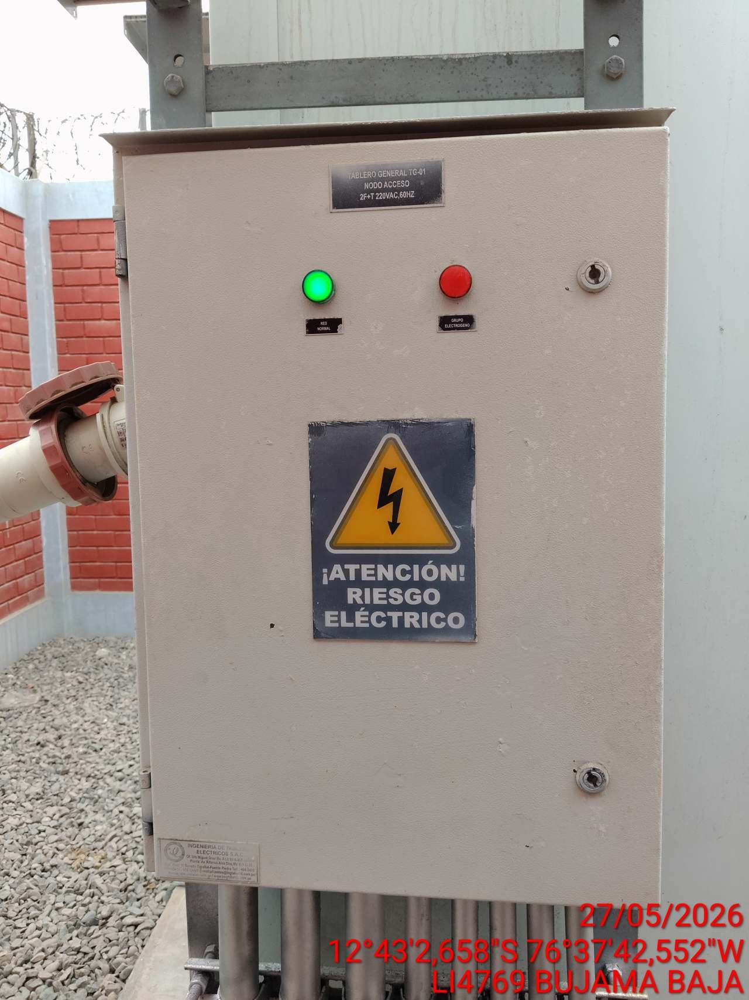 TABLERO GENERAL TG-01
NODO ACCESO
2F+T 220VAC,60HZ
RED
NORMAL
GRUPO
ELECTROGENO
¡ATENCIÓN!
RIESGO
ELÉCTRICO
INGENIERIA DE
ELECTRICOS S.A.C.
27/05/2026
12°43'2,658"S 76°37'42,552"W
LI4769 BUJAMA BAJA